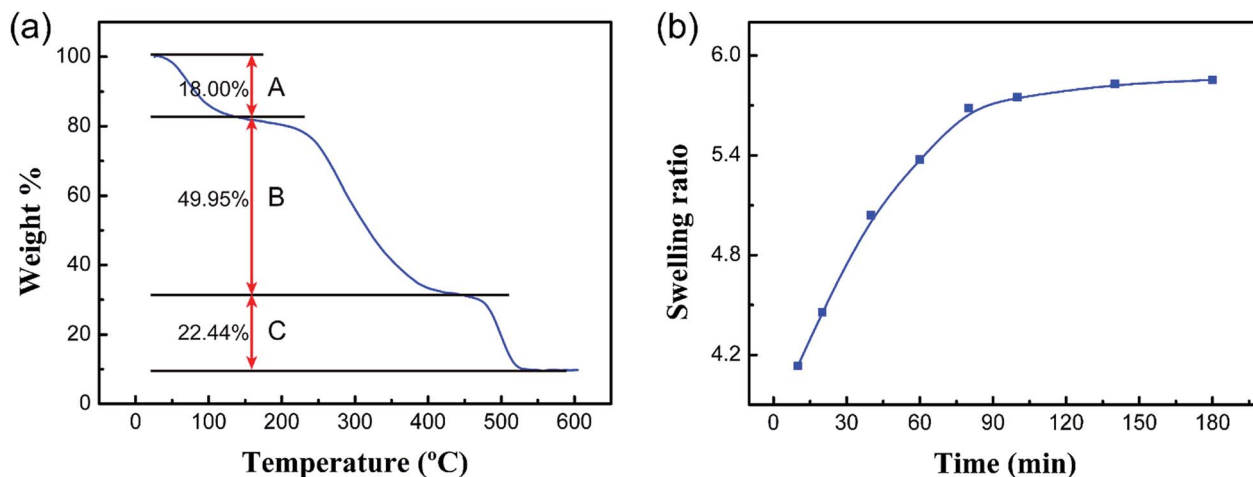 (a)
100
80
60
40
20
0
Weight %
18.00% A
49.95% B
22.44% C
0 100 200 300 400 500 600
Temperature (ºC)
(b)
6.0
5.4
4.8
4.2
Swelling ratio
0 30 60 90 120 150 180
Time (min)